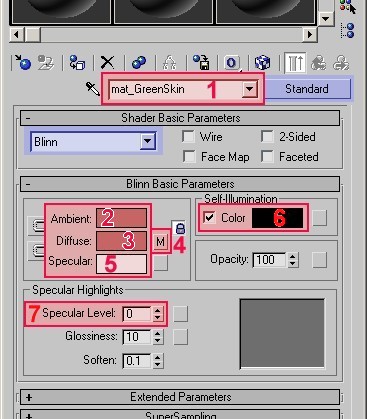 mat_GreenSkin 1 Standard
- Shader Basic Parameters
Blinn Wire 2-Sided
Face Map Faceted
- Blinn Basic Parameters
Self-Illumination
Ambient: 2
Color 6
Diffuse: 3 M
4
Specular: 5
Opacity: 100
Specular Highlights
7 Specular Level: 0
Glossiness: 10
Soften: 0.1
+ Extended Parameters
+ SuperSampling